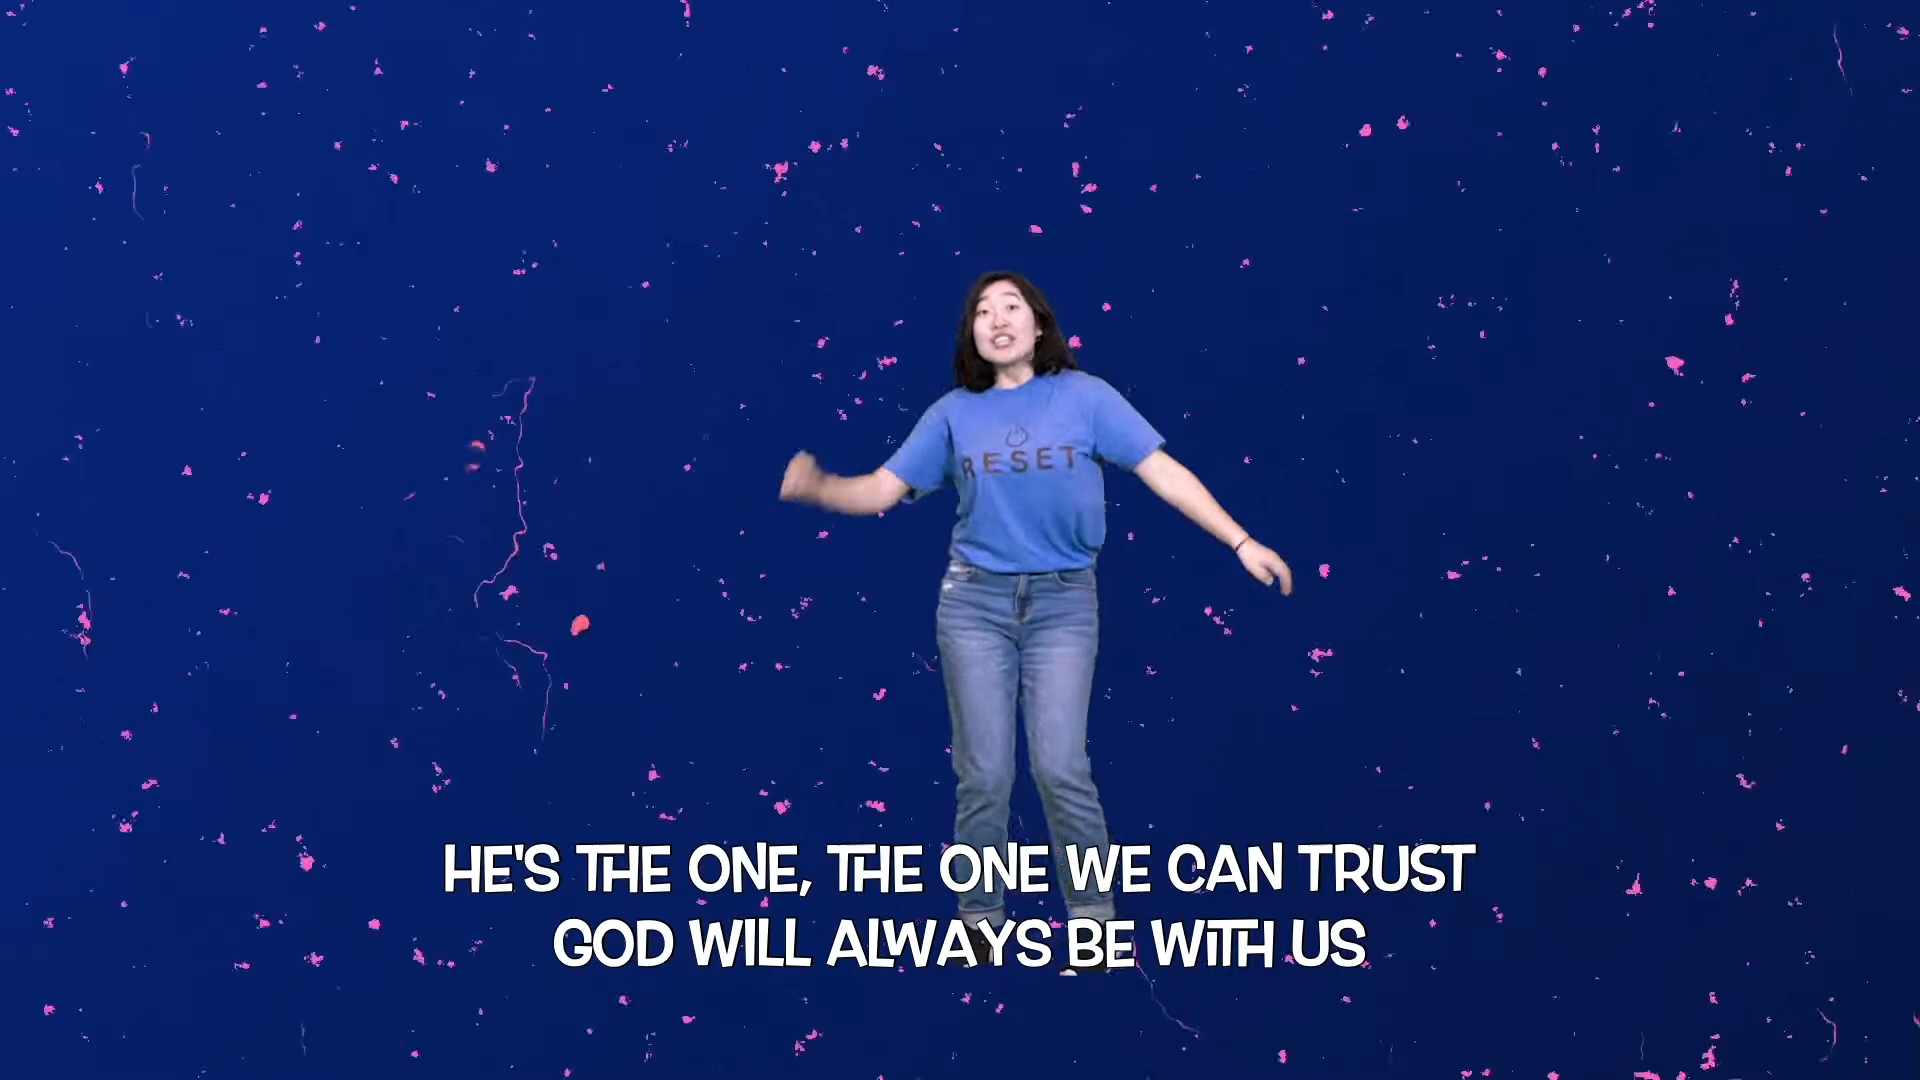 RESET
HE'S THE ONE, THE ONE WE CAN TRUST
GOD WILL ALWAYS BE WITH US